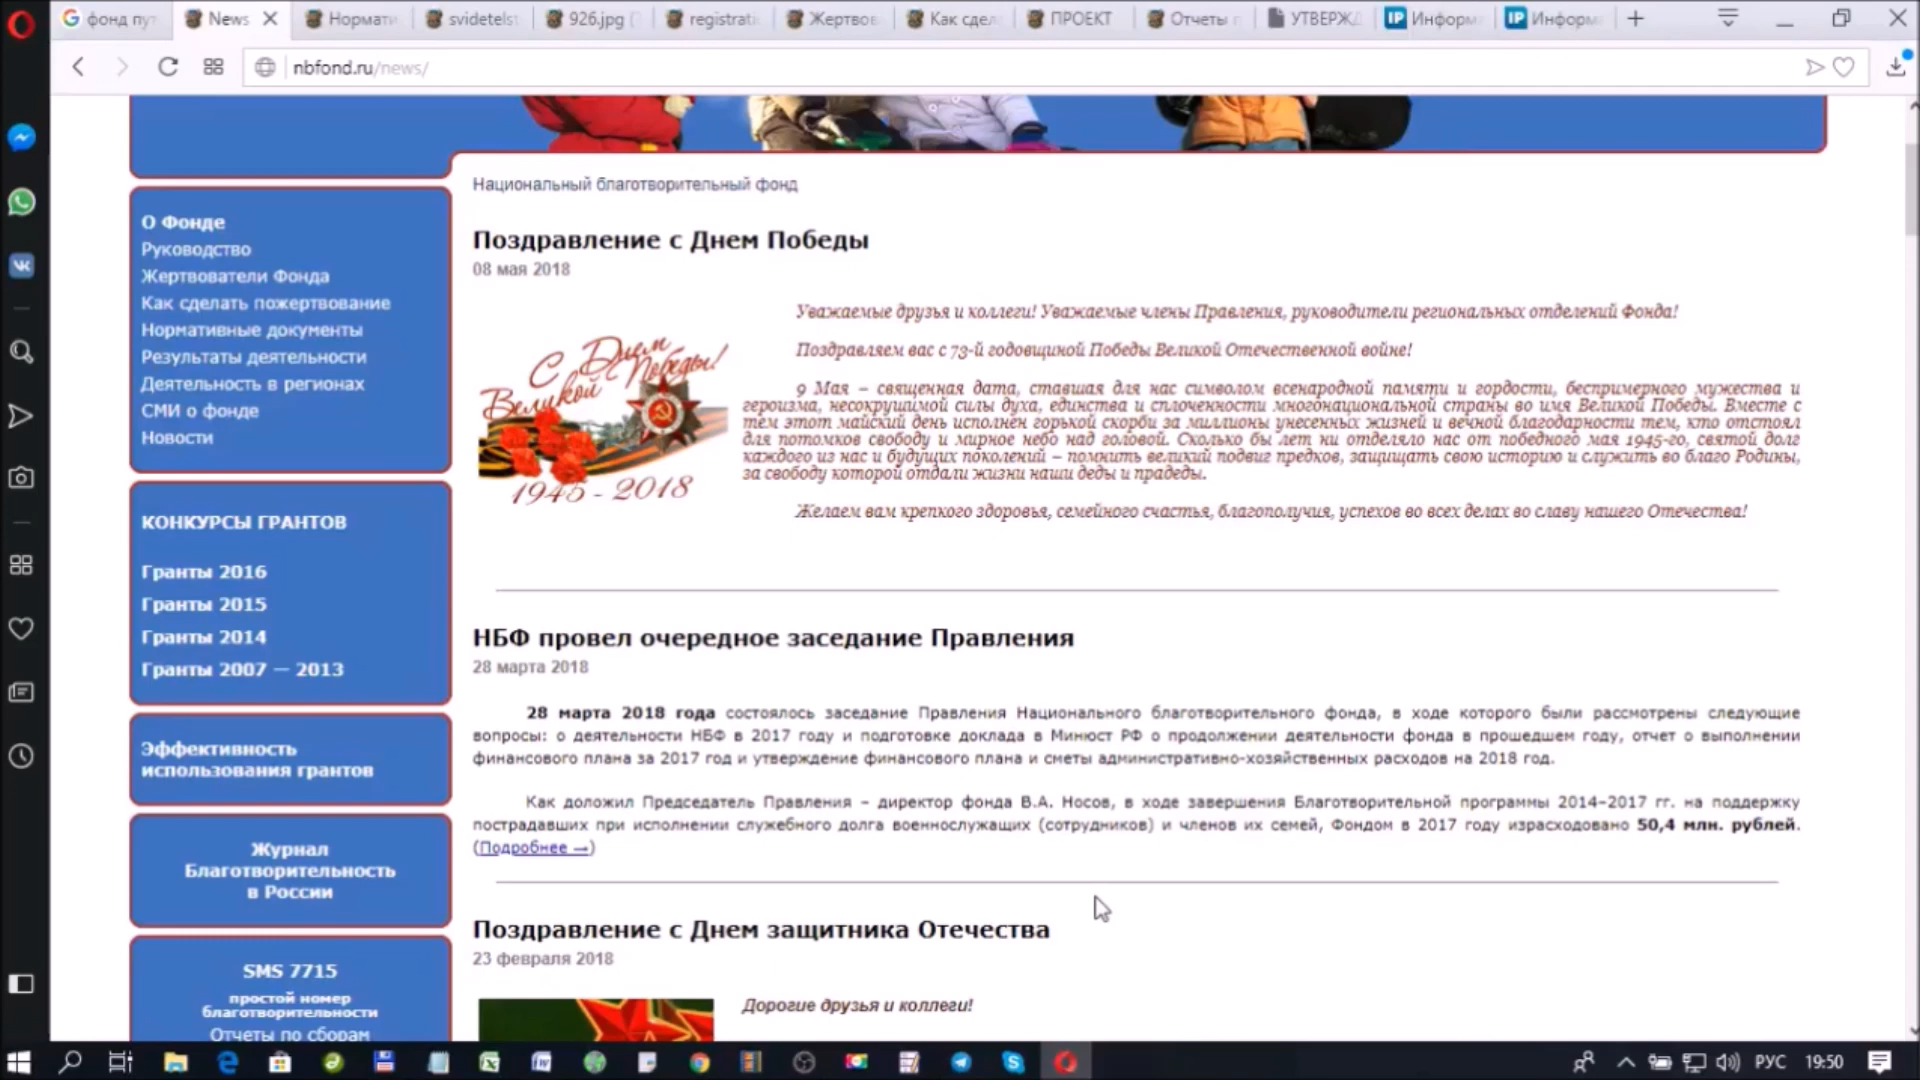 фонд пут
News
Нормати
svidetelst
926.jpg (
registrati
Жертвов
Как сдел
ПРОЕКТ
Отчеты п
УТВЕРЖД
IP Информ
IP Информ
nbfond.ru/news/
Национальный благотворительный фонд
О Фонде
Руководство
Жертвователи Фонда
Как сделать пожертвование
Нормативные документы
Результаты деятельности
Деятельность в регионах
СМИ о фонде
Новости
КОНКУРСЫ ГРАНТОВ
Гранты 2016
Гранты 2015
Гранты 2014
Гранты 2007 — 2013
Эффективность
использования грантов
Журнал
Благотворительность
в России
SMS 7715
простой номер
благотворительности
Отчеты по сборам
Поздравление с Днем Победы
08 мая 2018
С Днем
Великой Победы!
1945 - 2018
Уважаемые друзья и коллеги! Уважаемые члены Правления, руководители региональных отделений Фонда!
Поздравляем вас с 73-й годовщиной Победы Великой Отечественной войне!
9 Мая – священная дата, ставшая для нас символом всенародной памяти и гордости, беспримерного мужества и
героизма, несокрушимой силы духа, единства и сплоченности многонациональной страны во имя Великой Победы. Вместе с
тем этот майский день исполнен горькой скорби за миллионы унесенных жизней и вечной благодарности тем, кто отстоял
для потомков свободу и мирное небо над головой. Сколько бы лет ни отделяло нас от победного мая 1945-го, святой долг
каждого из нас и будущих поколений – помнить великий подвиг предков, защищать свою историю и служить во благо Родины,
за свободу которой отдали жизни наши деды и прадеды.
Желаем вам крепкого здоровья, семейного счастья, благополучия, успехов во всех делах во славу нашего Отечества!
НБФ провел очередное заседание Правления
28 марта 2018
28 марта 2018 года состоялось заседание Правления Национального благотворительного фонда, в ходе которого были рассмотрены следующие
вопросы: о деятельности НБФ в 2017 году и подготовке доклада в Минюст РФ о продолжении деятельности фонда в прошедшем году, отчет о выполнении
финансового плана за 2017 год и утверждение финансового плана и сметы административно-хозяйственных расходов на 2018 год.
Как доложил Председатель Правления – директор фонда В.А. Носов, в ходе завершения Благотворительной программы 2014–2017 гг. на поддержку
пострадавших при исполнении служебного долга военнослужащих (сотрудников) и членов их семей, Фондом в 2017 году израсходовано 50,4 млн. рублей.
(Подробнее →)
Поздравление с Днем защитника Отечества
23 февраля 2018
Дорогие друзья и коллеги!
РУС
19:50